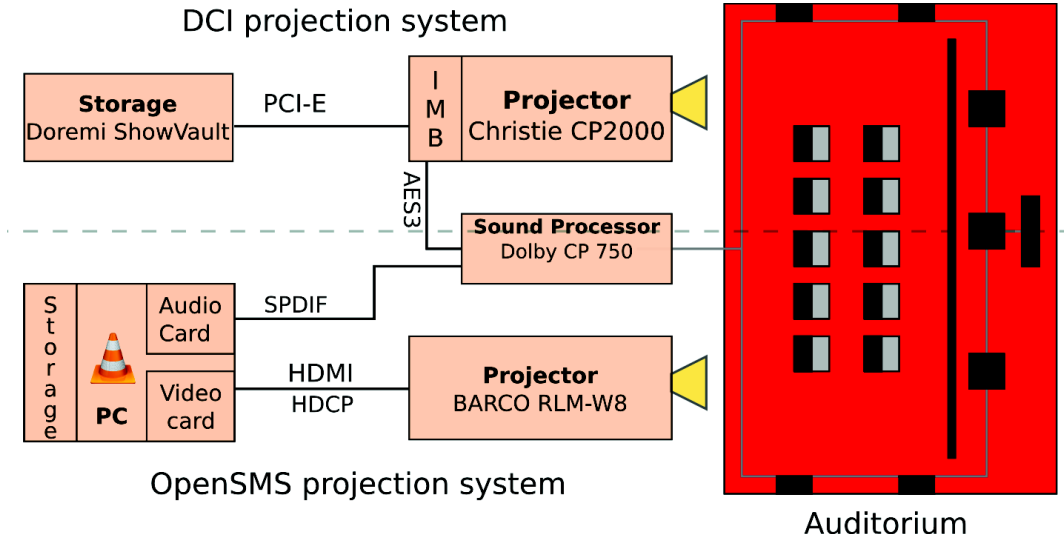 DCI projection system
Storage
Doremi ShowVault
PCI-E
I
M
B
Projector
Christie CP2000
AES3
Sound Processor
Dolby CP 750
S
t
o
r
a
g
e
PC
Audio
Card
Video
card
SPDIF
HDMI
HDCP
Projector
BARCO RLM-W8
OpenSMS projection system
Auditorium